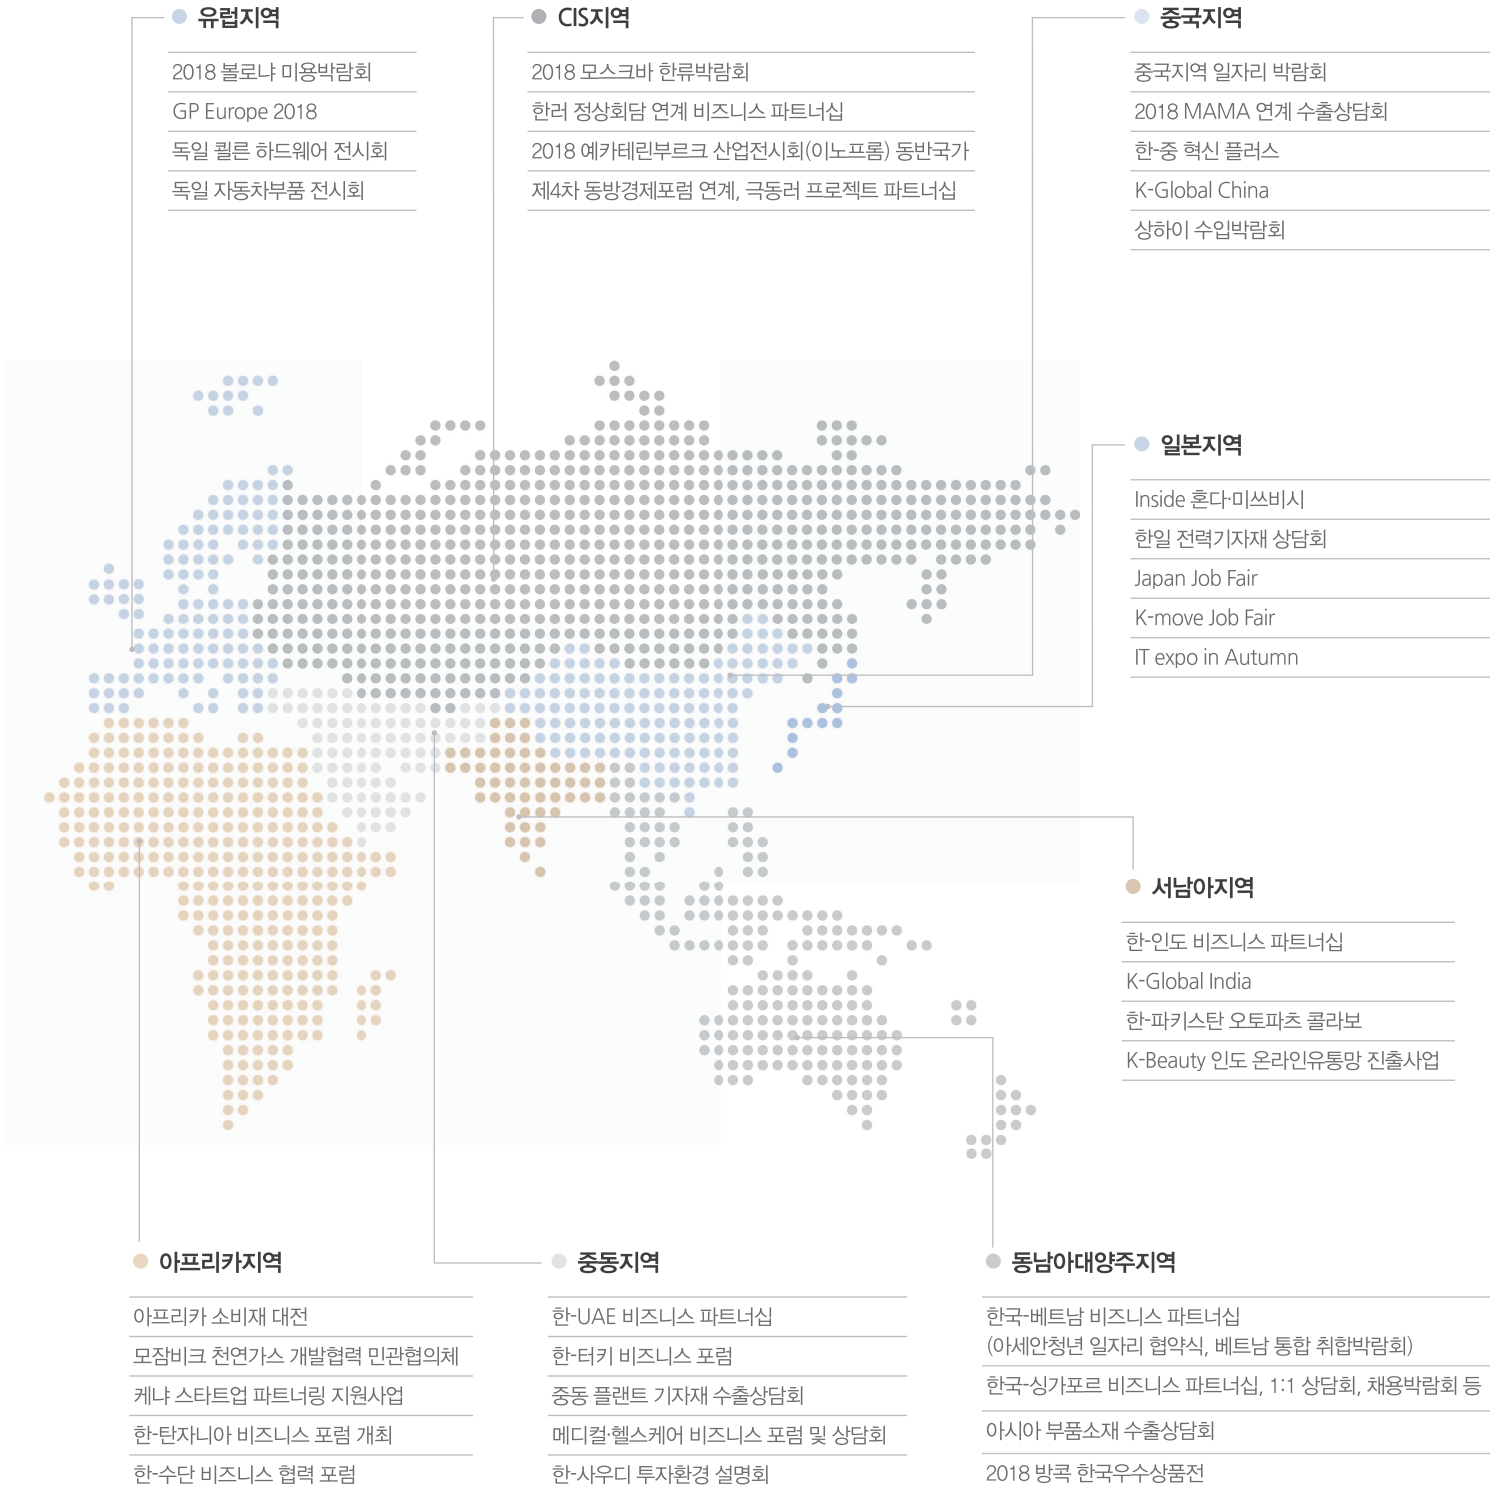 유럽지역
2018 볼로냐 미용박람회
GP Europe 2018
독일 쾰른 하드웨어 전시회
독일 자동차부품 전시회
CIS지역
2018 모스크바 한류박람회
한러 정상회담 연계 비즈니스 파트너십
2018 예카테린부르크 산업전시회(이노프롬) 동반국가
제4차 동방경제포럼 연계, 극동러 프로젝트 파트너십
중국지역
중국지역 일자리 박람회
2018 MAMA 연계 수출상담회
한-중 혁신 플러스
K-Global China
상하이 수입박람회
일본지역
Inside 혼다·미쓰비시
한일 전력기자재 상담회
Japan Job Fair
K-move Job Fair
IT expo in Autumn
서남아지역
한-인도 비즈니스 파트너십
K-Global India
한-파키스탄 오토파츠 콜라보
K-Beauty 인도 온라인유통망 진출사업
아프리카지역
아프리카 소비재 대전
모잠비크 천연가스 개발협력 민관협의체
케냐 스타트업 파트너링 지원사업
한-탄자니아 비즈니스 포럼 개최
한-수단 비즈니스 협력 포럼
중동지역
한-UAE 비즈니스 파트너십
한-터키 비즈니스 포럼
중동 플랜트 기자재 수출상담회
메디컬·헬스케어 비즈니스 포럼 및 상담회
한-사우디 투자환경 설명회
동남아대양주지역
한국-베트남 비즈니스 파트너십
(아세안청년 일자리 협약식, 베트남 통합 취합박람회)
한국-싱가포르 비즈니스 파트너십, 1:1 상담회, 채용박람회 등
아시아 부품소재 수출상담회
2018 방콕 한국우수상품전